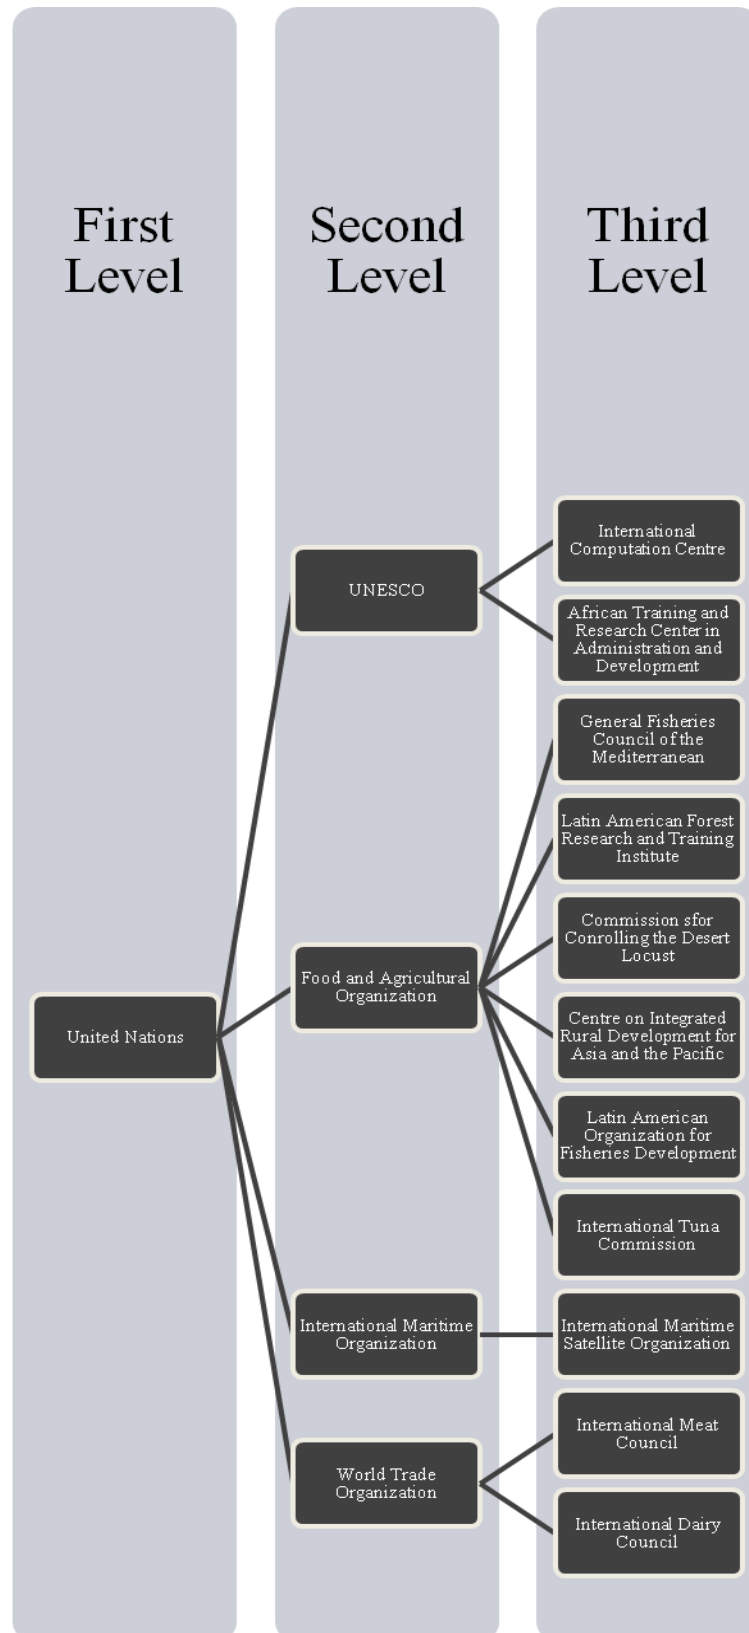 First
Level
Second
Level
Third
Level
United Nations
UNESCO
Food and Agricultural
Organization
International Maritime
Organization
World Trade
Organization
International
Computation Centre
African Training and
Research Center in
Administration and
Development
General Fisheries
Council of the
Mediterranean
Latin American Forest
Research and Training
Institute
Commission sfor
Conrolling the Desert
Locust
Centre on Integrated
Rural Development for
Asia and the Pacific
Latin American
Organization for
Fisheries Development
International Tuna
Commission
International Maritime
Satellite Organization
International Meat
Council
International Dairy
Council